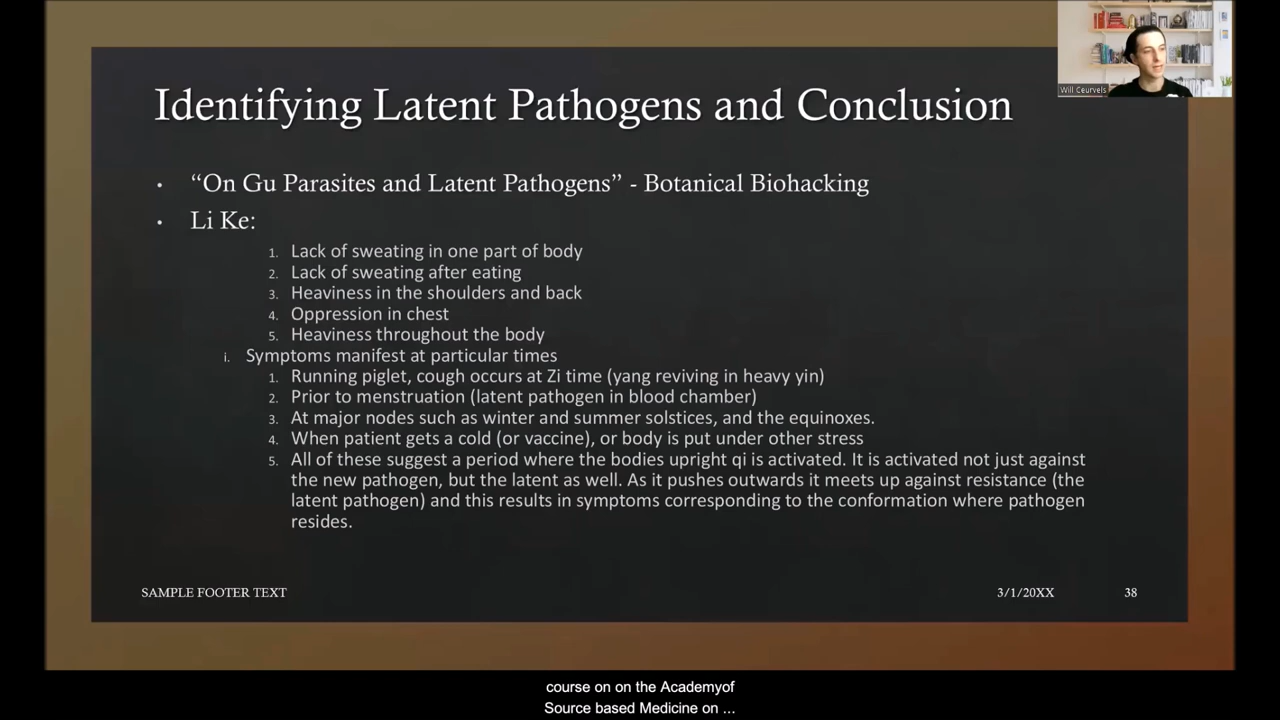 Will Ceurvels
Identifying Latent Pathogens and Conclusion
• “On Gu Parasites and Latent Pathogens” - Botanical Biohacking
• Li Ke:
1. Lack of sweating in one part of body
2. Lack of sweating after eating
3. Heaviness in the shoulders and back
4. Oppression in chest
5. Heaviness throughout the body
i. Symptoms manifest at particular times
1. Running piglet, cough occurs at Zi time (yang reviving in heavy yin)
2. Prior to menstruation (latent pathogen in blood chamber)
3. At major nodes such as winter and summer solstices, and the equinoxes.
4. When patient gets a cold (or vaccine), or body is put under other stress
5. All of these suggest a period where the bodies upright qi is activated. It is activated not just against
the new pathogen, but the latent as well. As it pushes outwards it meets up against resistance (the
latent pathogen) and this results in symptoms corresponding to the conformation where pathogen
resides.
SAMPLE FOOTER TEXT
3/1/20XX
38
course on on the Academyof
Source based Medicine on ...